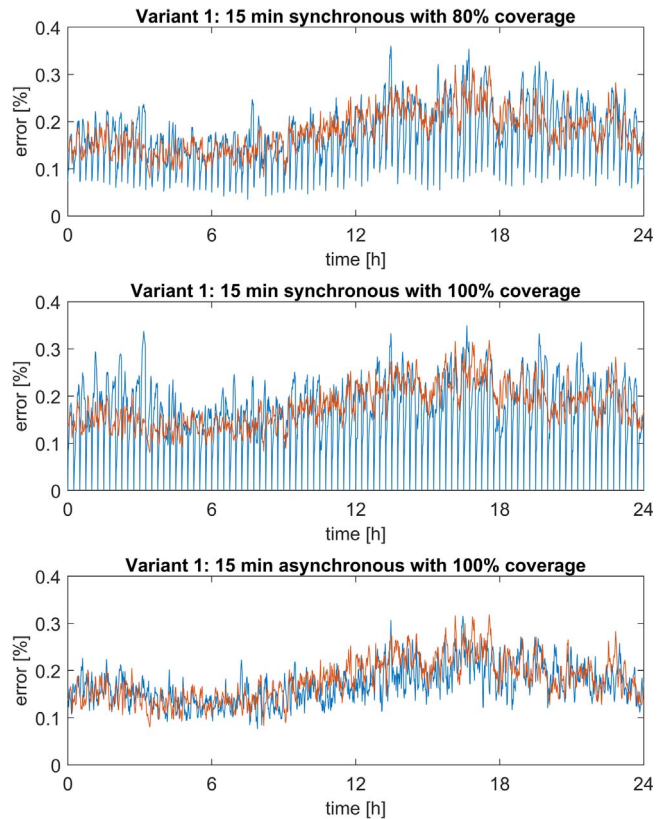 Variant 1: 15 min synchronous with 80% coverage
0.4
0.3
0.2
0.1
0
error [%]
0 6 12 18 24
time [h]
Variant 1: 15 min synchronous with 100% coverage
0.4
0.3
0.2
0.1
0
error [%]
0 6 12 18 24
time [h]
Variant 1: 15 min asynchronous with 100% coverage
0.4
0.3
0.2
0.1
0
error [%]
0 6 12 18 24
time [h]